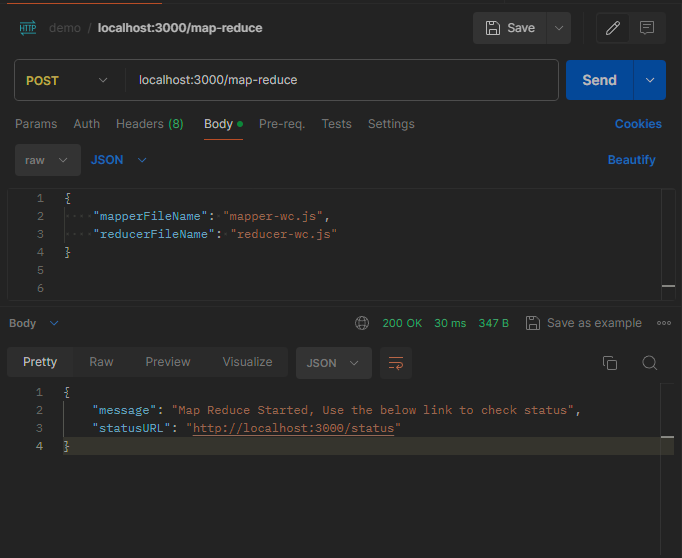 HTTP demo / localhost:3000/map-reduce Save
POST localhost:3000/map-reduce Send
Params Auth Headers (8) Body Pre-req. Tests Settings Cookies
raw JSON Beautify
1 {
2 "mapperFileName": "mapper-wc.js",
3 "reducerFileName": "reducer-wc.js"
4 }
5
6
Body 200 OK 30 ms 347 B Save as example
Pretty Raw Preview Visualize JSON
1 {
2 "message": "Map Reduce Started, Use the below link to check status",
3 "statusURL": "http://localhost:3000/status"
4 }